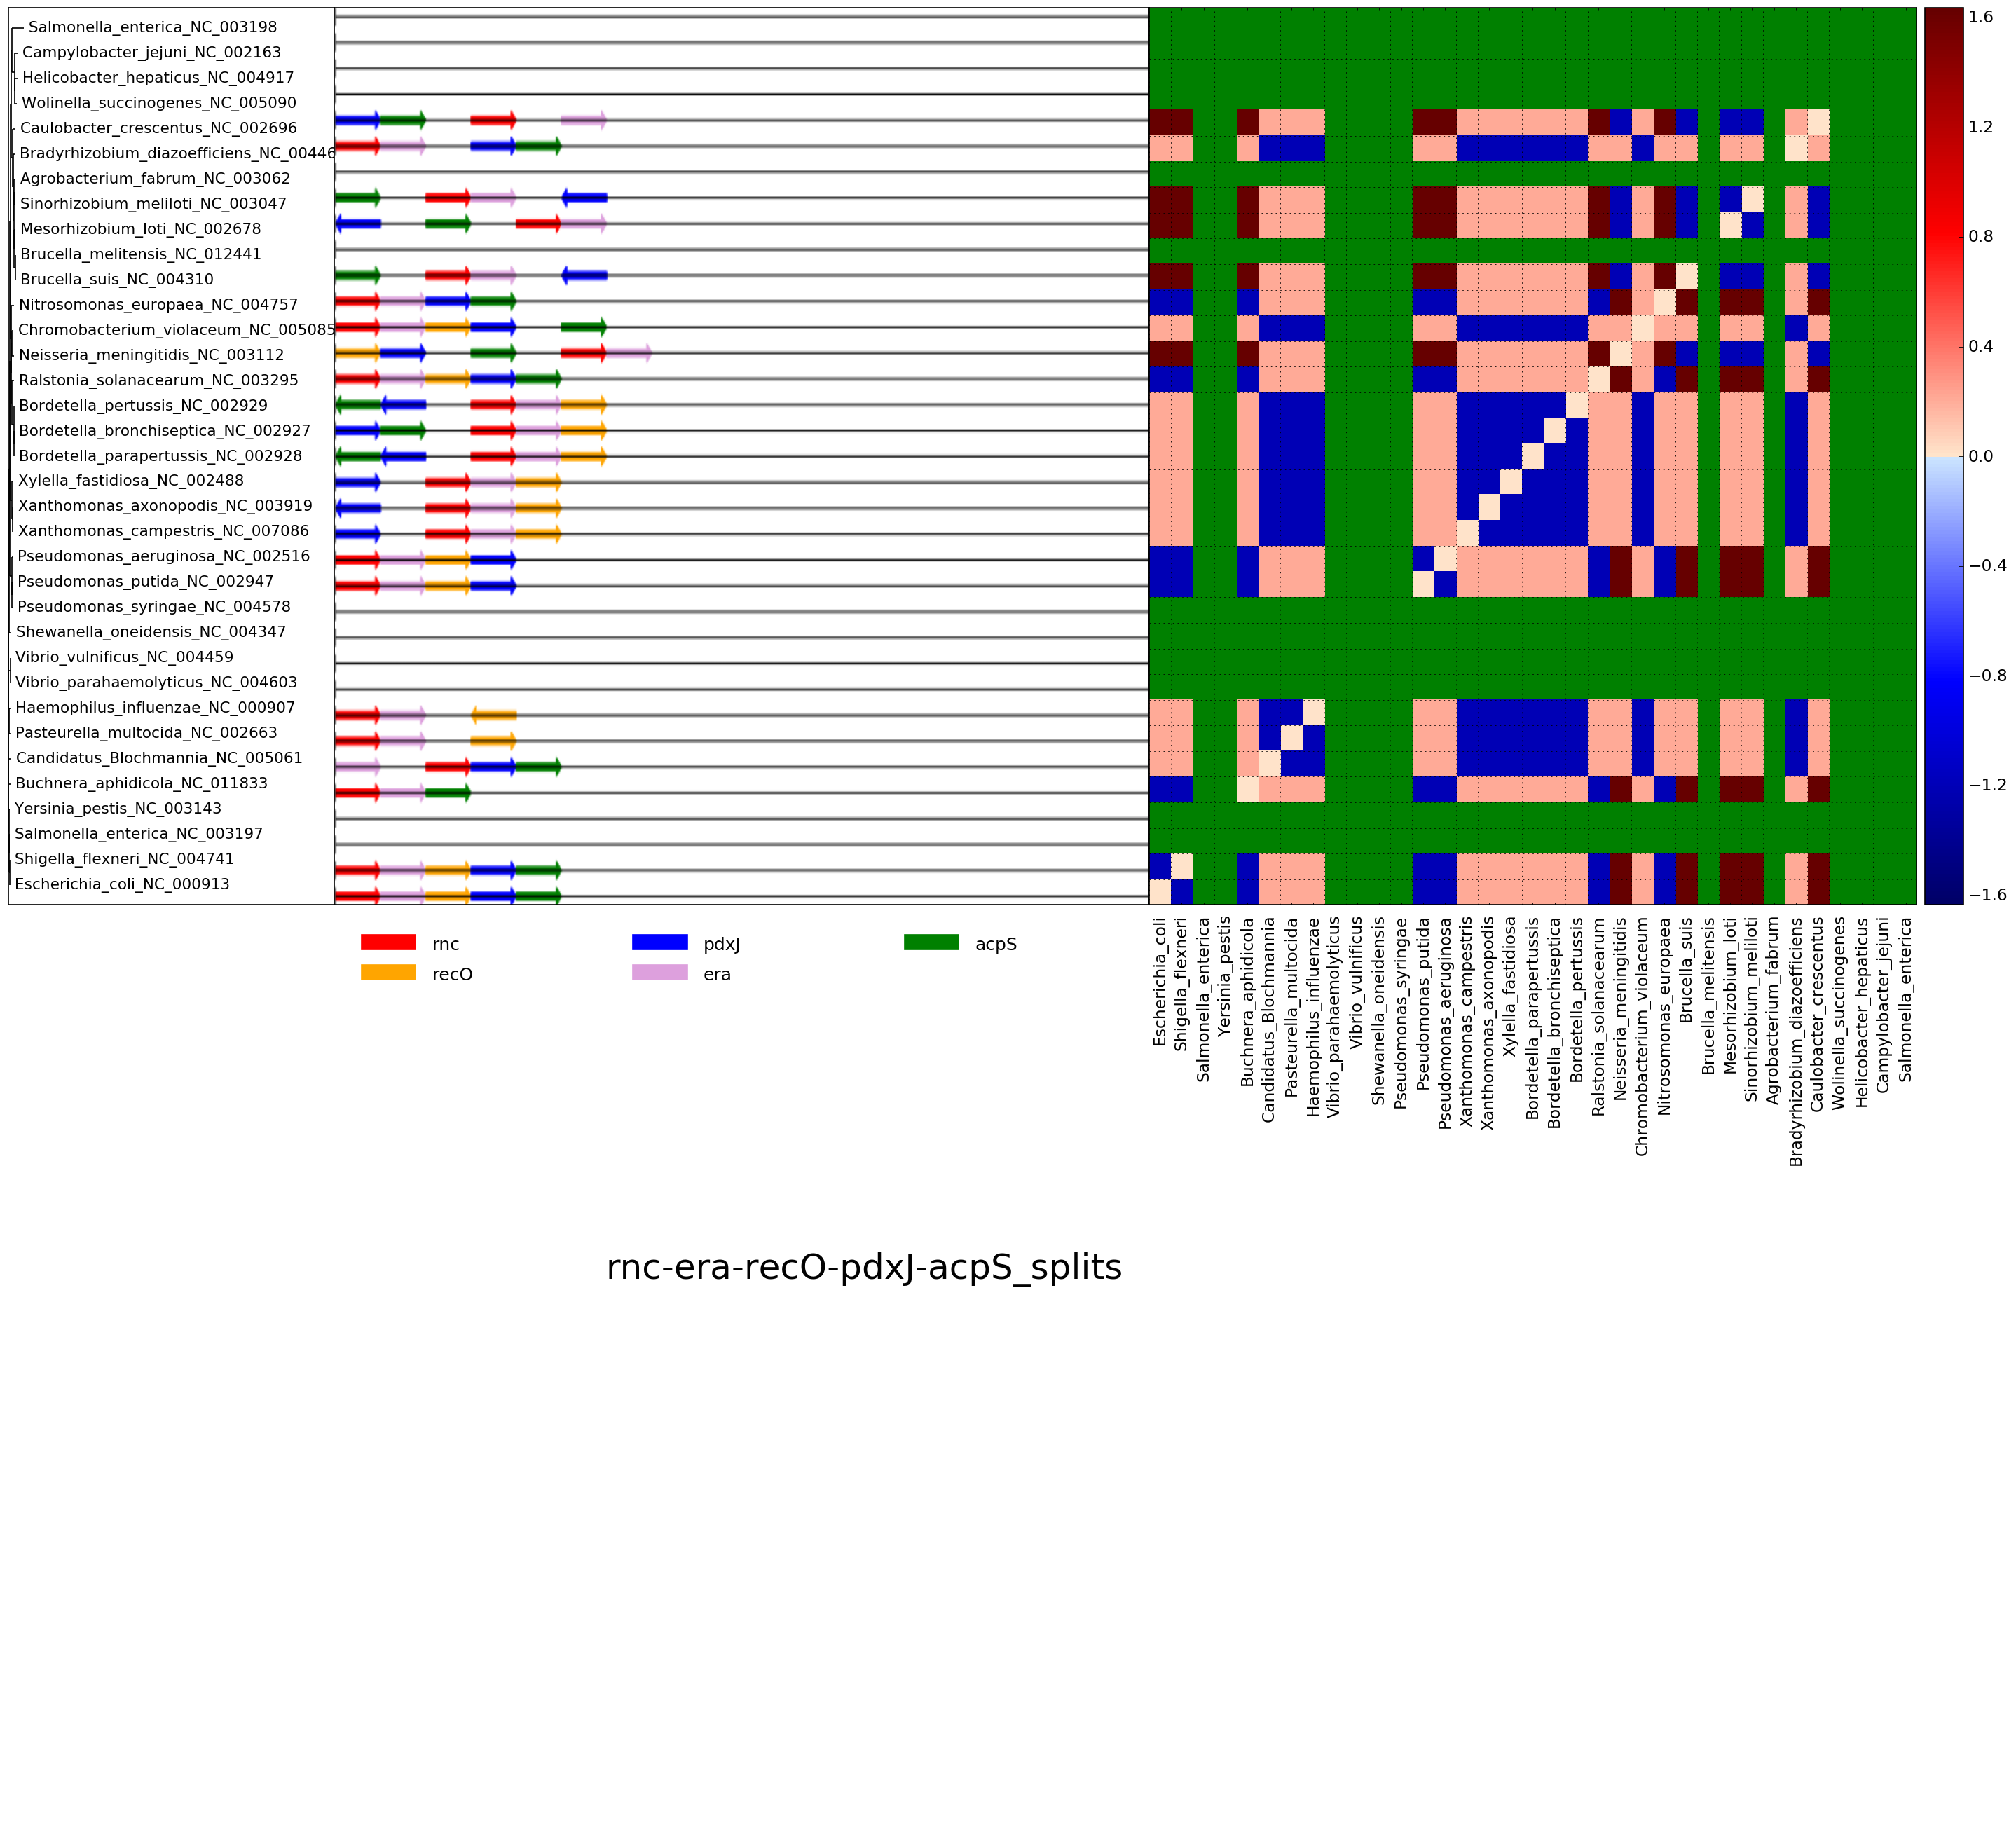 Salmonella_enterica_NC_003198
Campylobacter_jejuni_NC_002163
Helicobacter_hepaticus_NC_004917
Wolinella_succinogenes_NC_005090
Caulobacter_crescentus_NC_002696
Bradyrhizobium_diazoefficiens_NC_00446
Agrobacterium_fabrum_NC_003062
Sinorhizobium_meliloti_NC_003047
Mesorhizobium_loti_NC_002678
Brucella_melitensis_NC_012441
Brucella_suis_NC_004310
Nitrosomonas_europaea_NC_004757
Chromobacterium_violaceum_NC_005085
Neisseria_meningitidis_NC_003112
Ralstonia_solanacearum_NC_003295
Bordetella_pertussis_NC_002929
Bordetella_bronchiseptica_NC_002927
Bordetella_parapertussis_NC_002928
Xylella_fastidiosa_NC_002488
Xanthomonas_axonopodis_NC_003919
Xanthomonas_campestris_NC_007086
Pseudomonas_aeruginosa_NC_002516
Pseudomonas_putida_NC_002947
Pseudomonas_syringae_NC_004578
Shewanella_oneidensis_NC_004347
Vibrio_vulnificus_NC_004459
Vibrio_parahaemolyticus_NC_004603
Haemophilus_influenzae_NC_000907
Pasteurella_multocida_NC_002663
Candidatus_Blochmannia_NC_005061
Buchnera_aphidicola_NC_011833
Yersinia_pestis_NC_003143
Salmonella_enterica_NC_003197
Shigella_flexneri_NC_004741
Escherichia_coli_NC_000913
1.6
1.2
0.8
0.4
0.0
−0.4
−0.8
−1.2
−1.6
rnc
pdxJ
acpS
recO
era
Escherichia_coli
Shigella_flexneri
Salmonella_enterica
Yersinia_pestis
Buchnera_aphidicola
Candidatus_Blochmannia
Pasteurella_multocida
Haemophilus_influenzae
Vibrio_parahaemolyticus
Vibrio_vulnificus
Shewanella_oneidensis
Pseudomonas_syringae
Pseudomonas_putida
Pseudomonas_aeruginosa
Xanthomonas_campestris
Xanthomonas_axonopodis
Xylella_fastidiosa
Bordetella_parapertussis
Bordetella_bronchiseptica
Bordetella_pertussis
Ralstonia_solanacearum
Neisseria_meningitidis
Chromobacterium_violaceum
Nitrosomonas_europaea
Brucella_suis
Brucella_melitensis
Mesorhizobium_loti
Sinorhizobium_meliloti
Agrobacterium_fabrum
Bradyrhizobium_diazoefficiens
Caulobacter_crescentus
Wolinella_succinogenes
Helicobacter_hepaticus
Campylobacter_jejuni
Salmonella_enterica
rnc-era-recO-pdxJ-acpS_splits